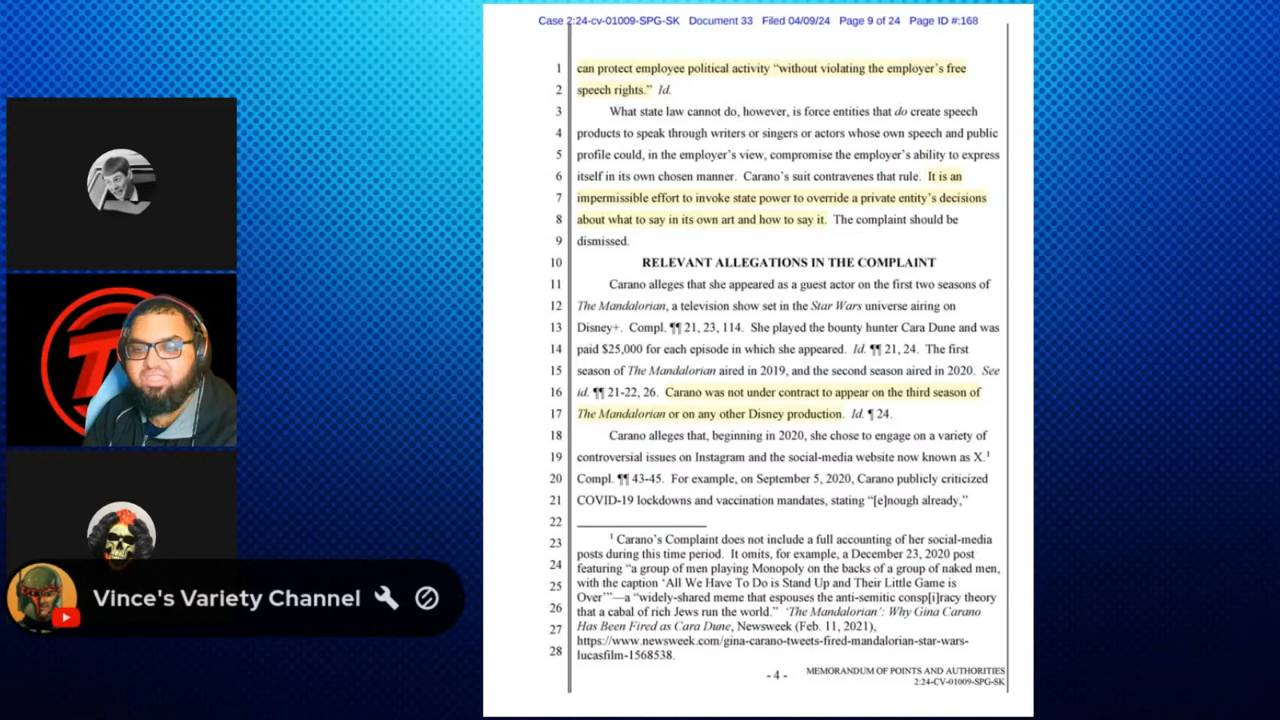 Case 2:24-cv-01009-SPG-SK Document 33 Filed 04/09/24 Page 9 of 24 Page ID #:168
1 can protect employee political activity “without violating the employer’s free
2 speech rights.” Id.
3 What state law cannot do, however, is force entities that do create speech
4 products to speak through writers or singers or actors whose own speech and public
5 profile could, in the employer’s view, compromise the employer’s ability to express
6 itself in its own chosen manner. Carano’s suit contravenes that rule. It is an
7 impermissible effort to invoke state power to override a private entity’s decisions
8 about what to say in its own art and how to say it. The complaint should be
9 dismissed.
10 RELEVANT ALLEGATIONS IN THE COMPLAINT
11 Carano alleges that she appeared as a guest actor on the first two seasons of
12 The Mandalorian, a television show set in the Star Wars universe airing on
13 Disney+. Compl. ¶¶ 21, 23, 114. She played the bounty hunter Cara Dune and was
14 paid $25,000 for each episode in which she appeared. Id. ¶¶ 21, 24. The first
15 season of The Mandalorian aired in 2019, and the second season aired in 2020. See
16 id. ¶¶ 21-22, 26. Carano was not under contract to appear on the third season of
17 The Mandalorian or on any other Disney production. Id. ¶ 24.
18 Carano alleges that, beginning in 2020, she chose to engage on a variety of
19 controversial issues on Instagram and the social-media website now known as X.1
20 Compl. ¶¶ 43-45. For example, on September 5, 2020, Carano publicly criticized
21 COVID-19 lockdowns and vaccination mandates, stating “[e]nough already,”
22
23 1 Carano’s Complaint does not include a full accounting of her social-media
posts during this time period. It omits, for example, a December 23, 2020 post
24 featuring “a group of men playing Monopoly on the backs of a group of naked men,
25 with the caption ‘All We Have To Do is Stand Up and Their Little Game is
Over’”—a “widely-shared meme that espouses the anti-semitic consp[i]racy theory
26 that a cabal of rich Jews run the world.” ‘The Mandalorian’: Why Gina Carano
27 Has Been Fired as Cara Dune, Newsweek (Feb. 11, 2021),
https://www.newsweek.com/gina-carano-tweets-fired-mandalorian-star-wars-
28 lucasfilm-1568538.
- 4 -
MEMORANDUM OF POINTS AND AUTHORITIES
2:24-CV-01009-SPG-SK
Vince's Variety Channel